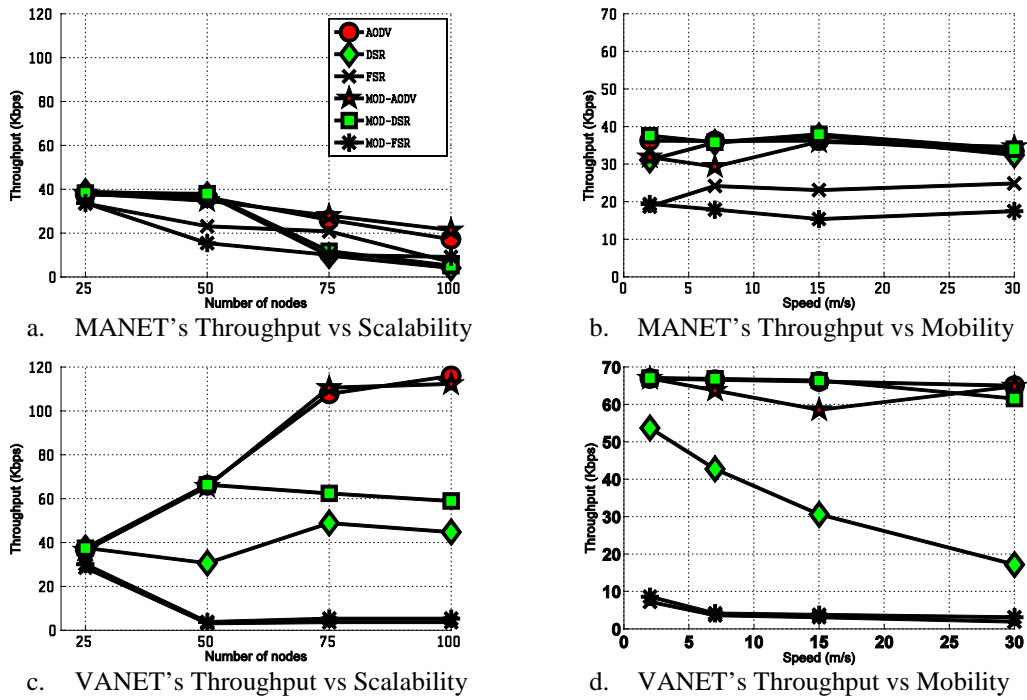 120
100
80
60
40
20
0
25
50
75
100
Throughput (Kbps)
Number of nodes
AODV
DSR
FSR
MOD-AODV
MOD-DSR
MOD-FSR
a. MANET's Throughput vs Scalability
70
60
50
40
30
20
10
0
0
5
10
15
20
25
30
Throughput (Kbps)
Speed (m/s)
b. MANET's Throughput vs Mobility
120
100
80
60
40
20
0
25
50
75
100
Throughput (Kbps)
Number of nodes
c. VANET's Throughput vs Scalability
70
60
50
40
30
20
10
0
0
5
10
15
20
25
30
Throughput (Kbps)
Speed (m/s)
d. VANET's Throughput vs Mobility